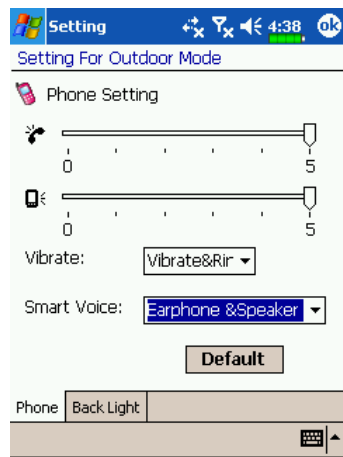 Setting 4:38 ok
Setting For Outdoor Mode
Phone Setting
0 5
0 5
Vibrate: Vibrate&Rir
Smart Voice: Earphone &Speaker
Default
Phone Back Light